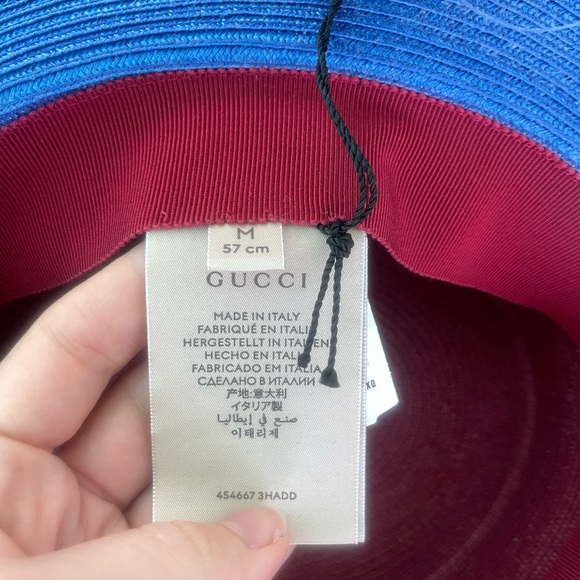 M
57 cm
GUCCI
MADE IN ITALY
FABRIQUÉ EN ITALIE
HERGESTELLT IN ITALIEN
HECHO EN ITALIA
FABRICADO EM ITALIA
СДЕЛАНО В ИТАЛИИ
产地:意大利
イタリア製
صنع في إيطاليا
이태리제
454667 3HADD
XG